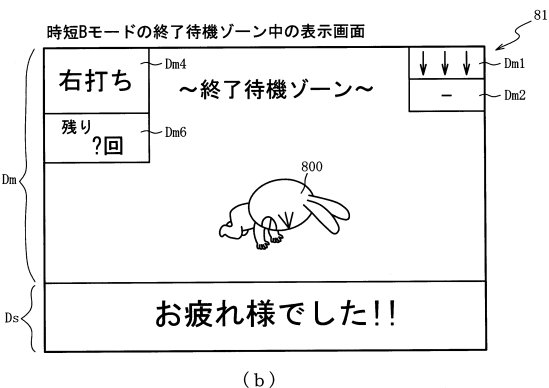 時短Bモードの終了待機ゾーン中の表示画面
81
右打ち
Dm4
～終了待機ゾーン～
↓↓↓
Dm1
－
Dm2
残り
?回
Dm6
Dm
800
Ds
お疲れ様でした!!
(b)